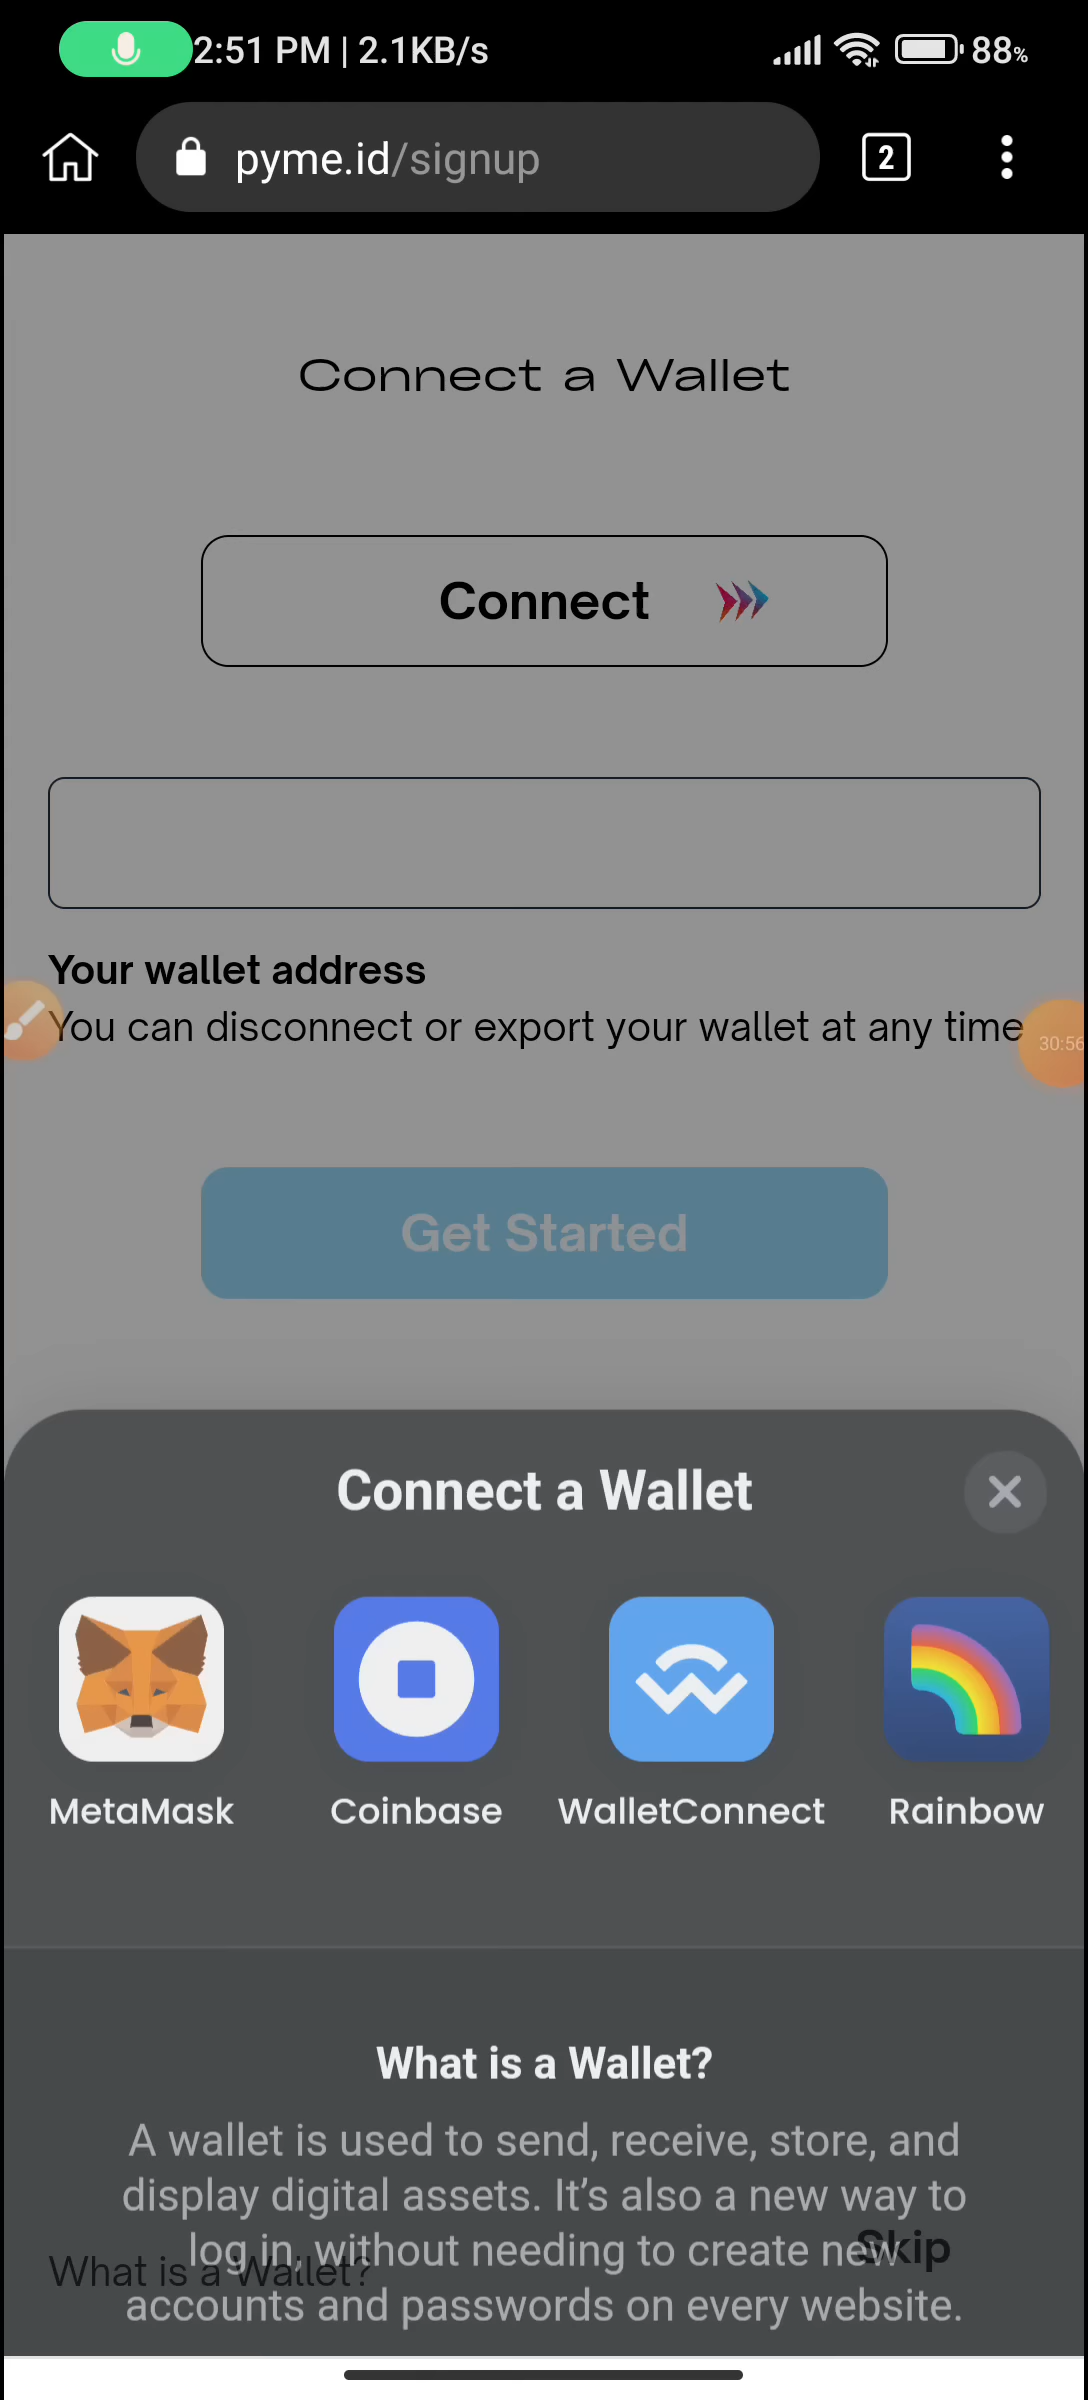 2:51 PM | 2.1KB/s
88%
pyme.id/signup
2
Connect a Wallet
Connect
Your wallet address
You can disconnect or export your wallet at any time
30:56
Get Started
Connect a Wallet
MetaMask
Coinbase
WalletConnect
Rainbow
What is a Wallet?
A wallet is used to send, receive, store, and
display digital assets. It’s also a new way to
log in, without needing to create new
accounts and passwords on every website.
What is a Wallet?
Skip